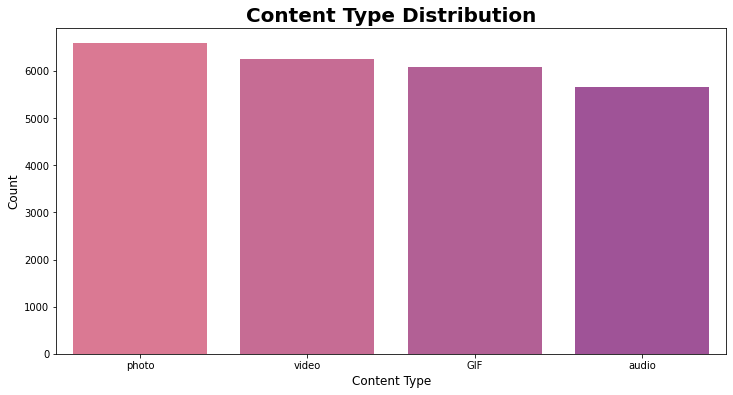 Content Type Distribution
Count
6000
5000
4000
3000
2000
1000
0
photo video GIF audio
Content Type